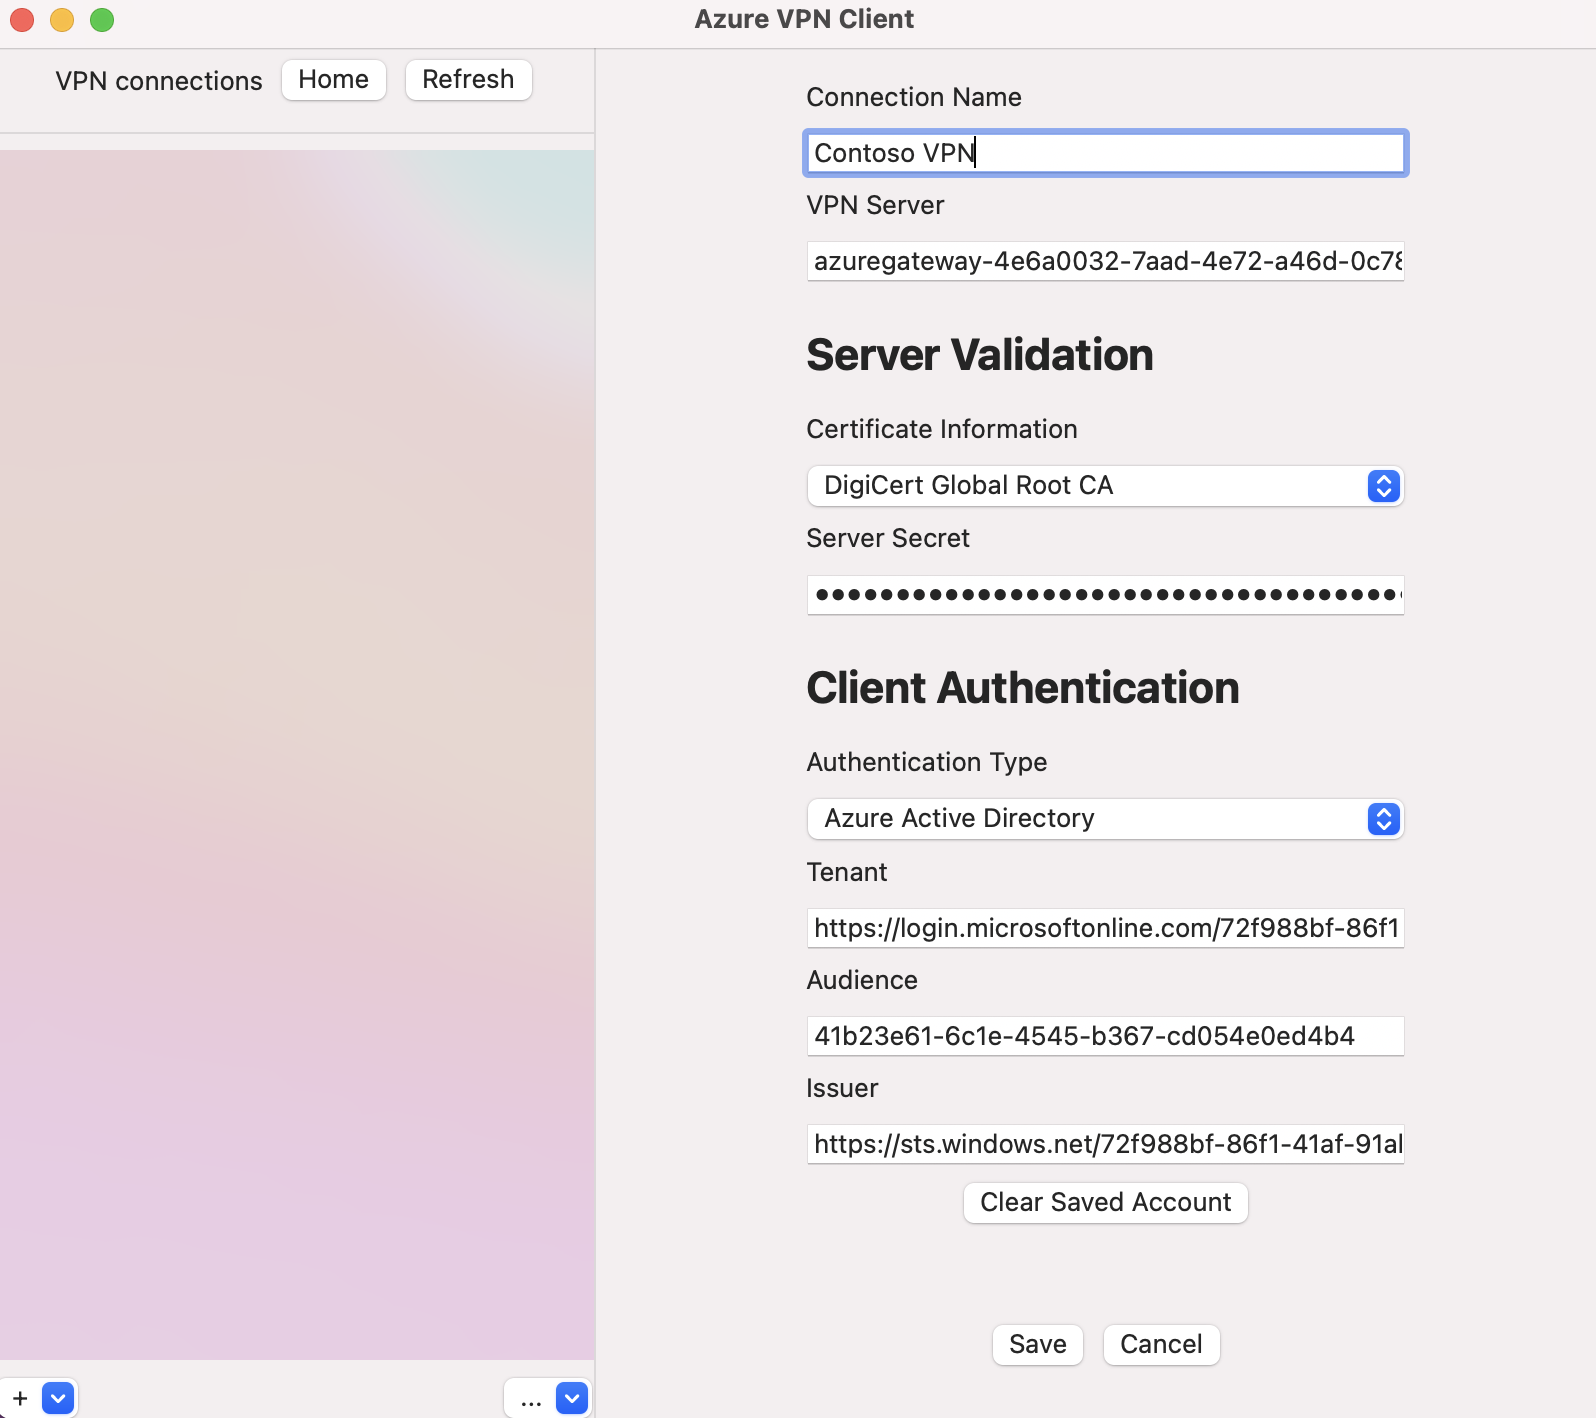 Azure VPN Client
VPN connections Home Refresh
Connection Name
Contoso VPN
VPN Server
azuregateway-4e6a0032-7aad-4e72-a46d-0c78
Server Validation
Certificate Information
DigiCert Global Root CA
Server Secret
Client Authentication
Authentication Type
Azure Active Directory
Tenant
https://login.microsoftonline.com/72f988bf-86f1
Audience
41b23e61-6c1e-4545-b367-cd054e0ed4b4
Issuer
https://sts.windows.net/72f988bf-86f1-41af-91a
Clear Saved Account
Save Cancel
+ ...